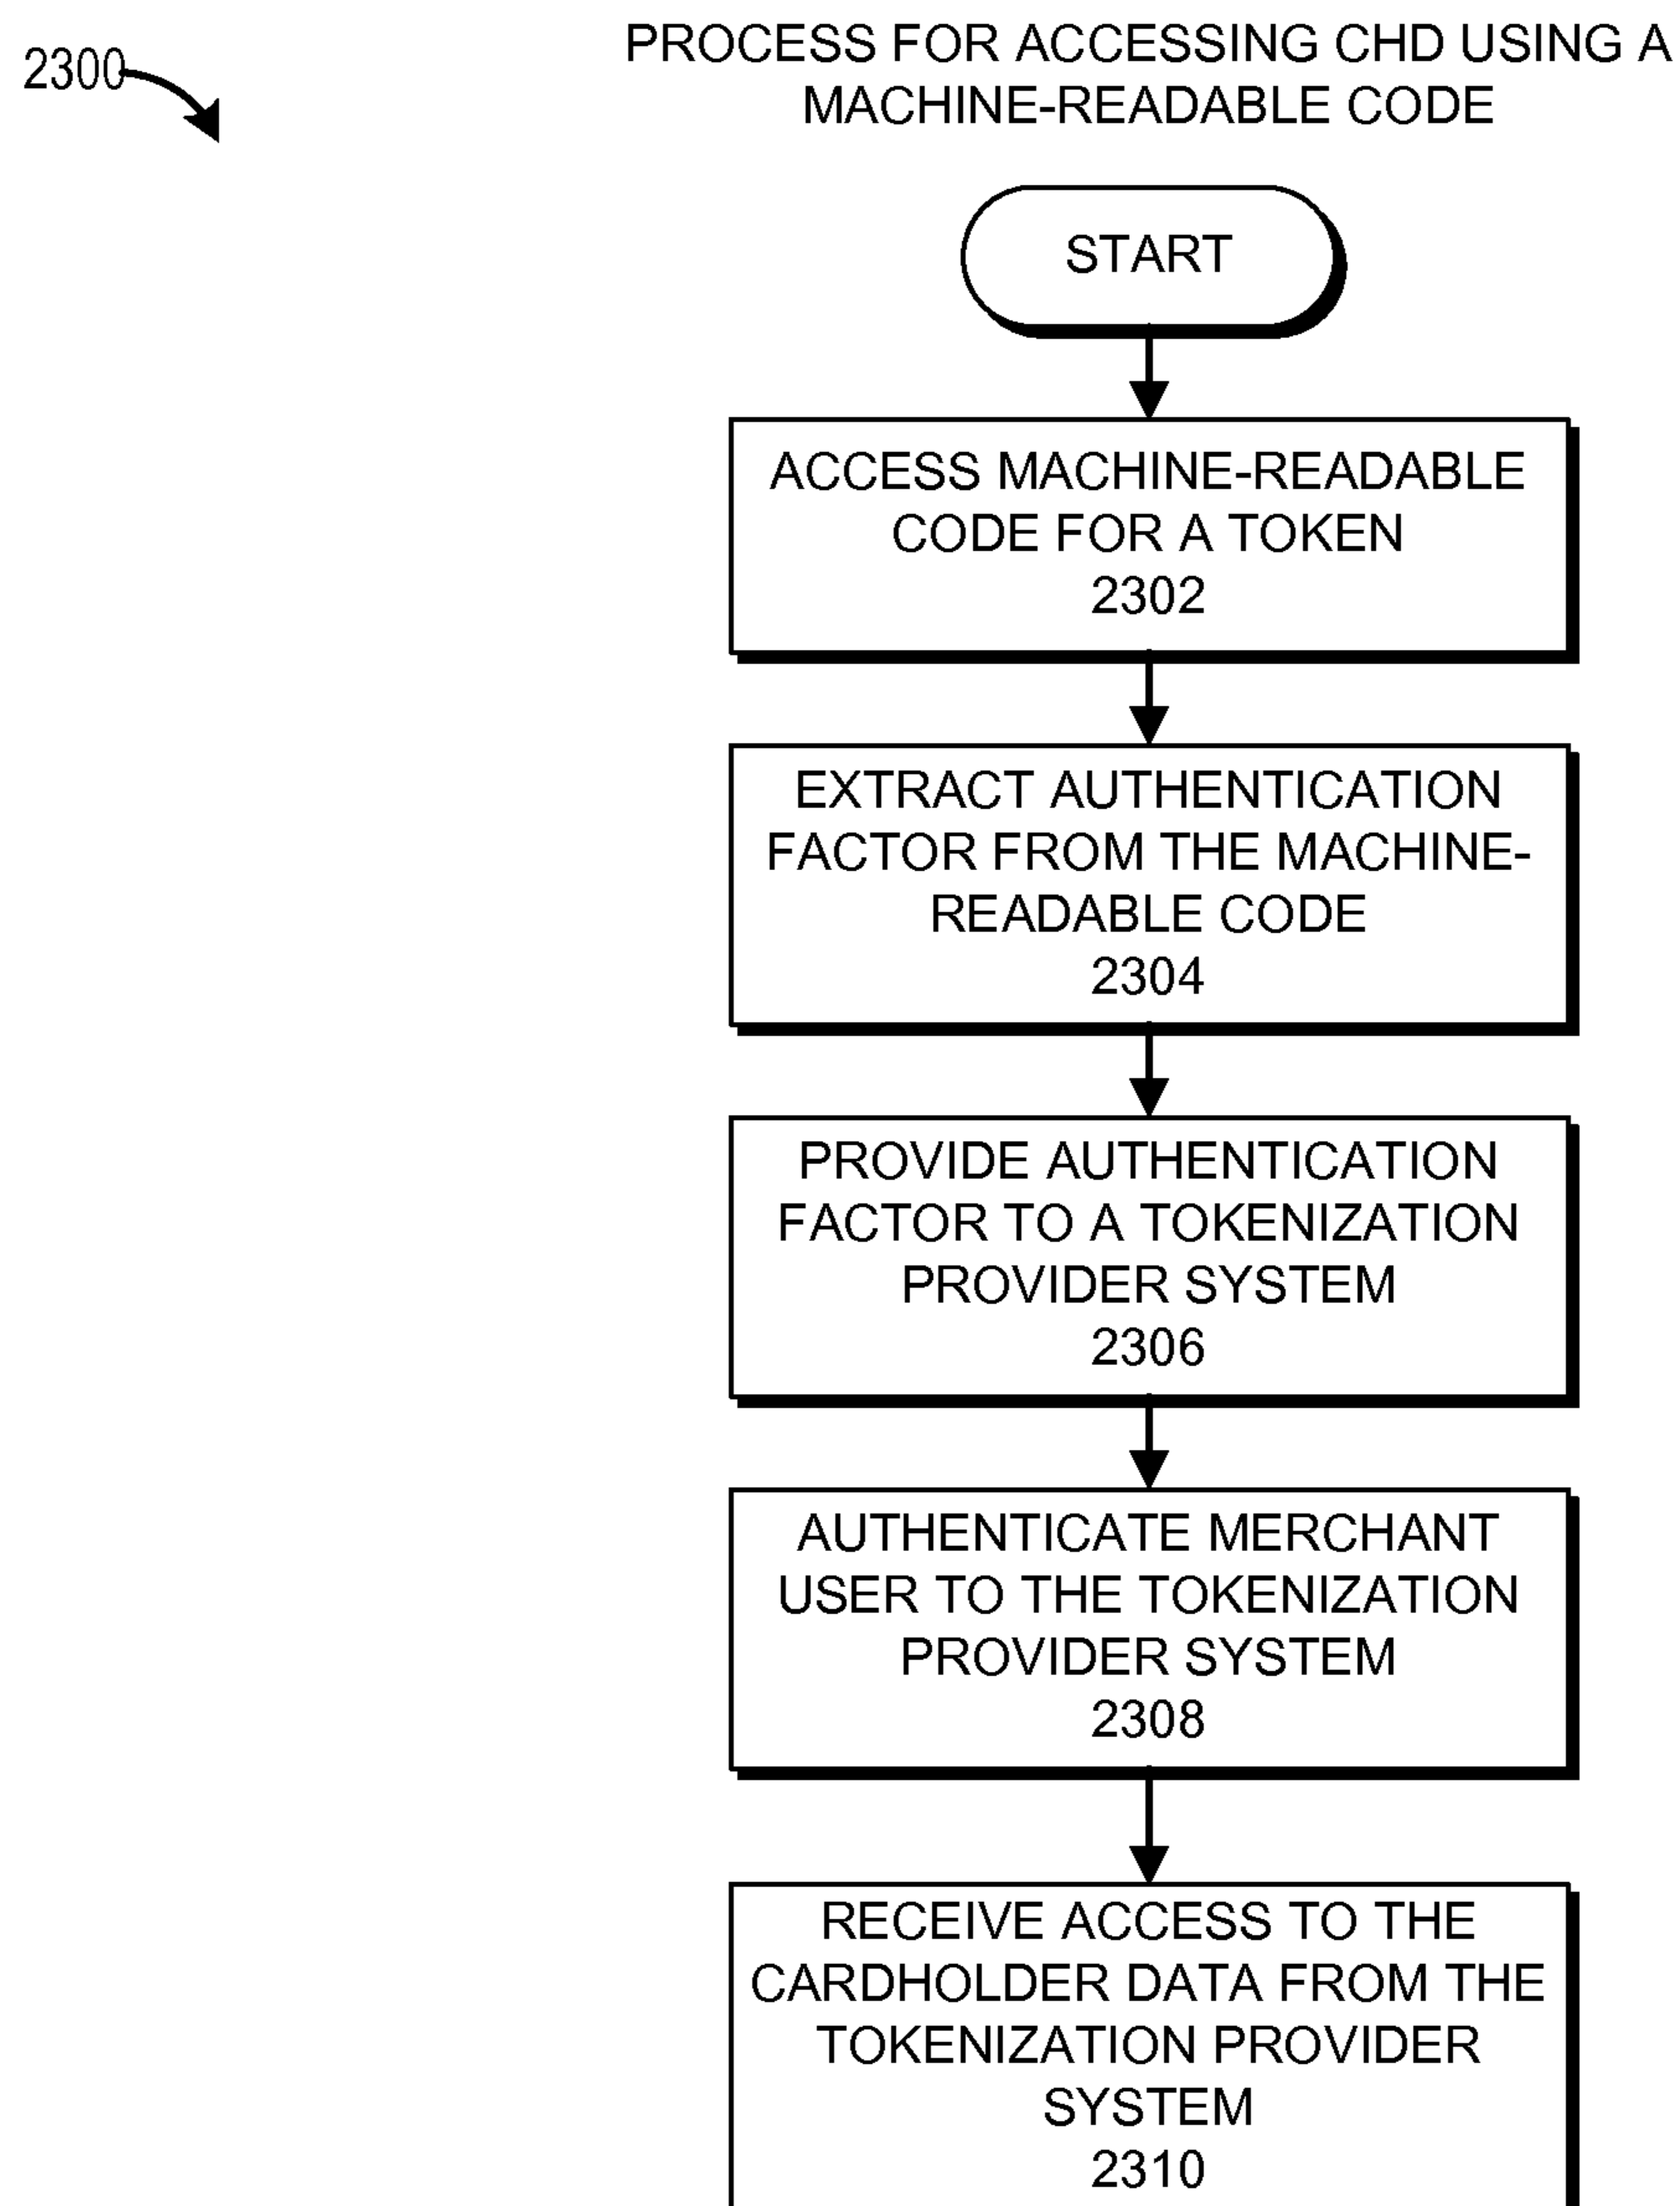 2300
PROCESS FOR ACCESSING CHD USING A
MACHINE-READABLE CODE
START
ACCESS MACHINE-READABLE
CODE FOR A TOKEN
2302
EXTRACT AUTHENTICATION
FACTOR FROM THE MACHINE-
READABLE CODE
2304
PROVIDE AUTHENTICATION
FACTOR TO A TOKENIZATION
PROVIDER SYSTEM
2306
AUTHENTICATE MERCHANT
USER TO THE TOKENIZATION
PROVIDER SYSTEM
2308
RECEIVE ACCESS TO THE
CARDHOLDER DATA FROM THE
TOKENIZATION PROVIDER
SYSTEM
2310